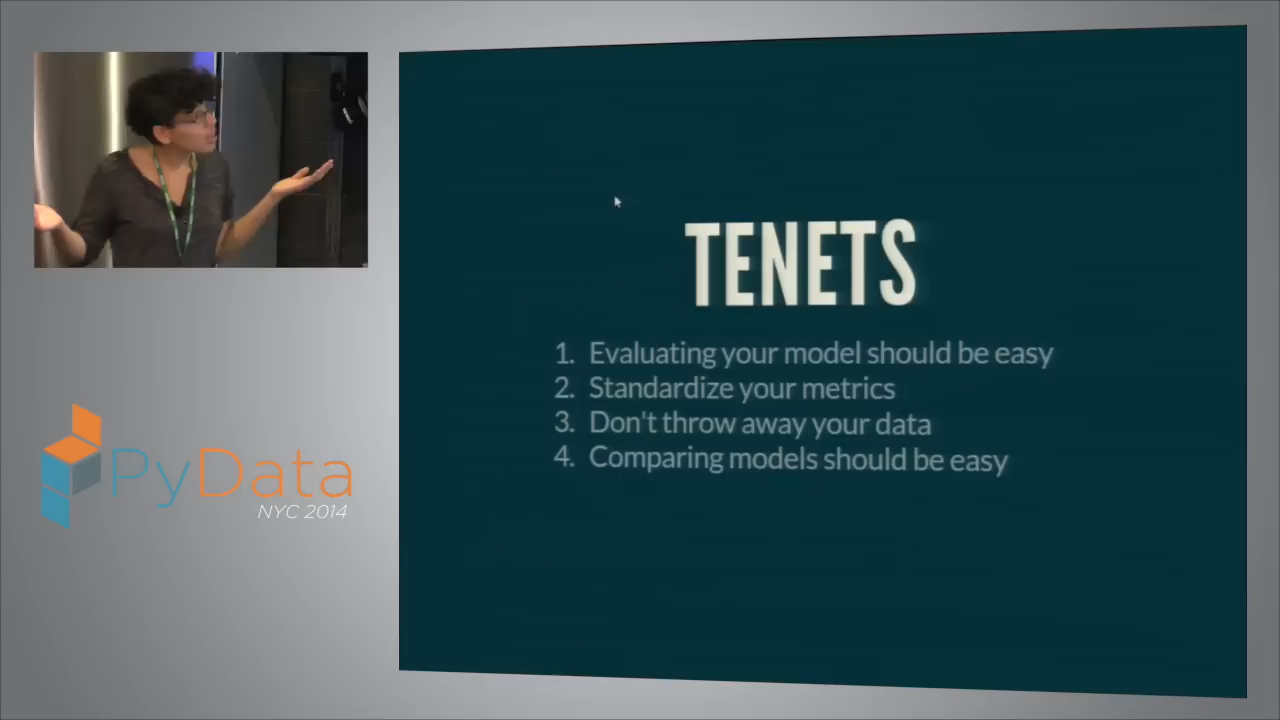 TENETS
1. Evaluating your model should be easy
2. Standardize your metrics
3. Don't throw away your data
4. Comparing models should be easy
PyData
NYC 2014